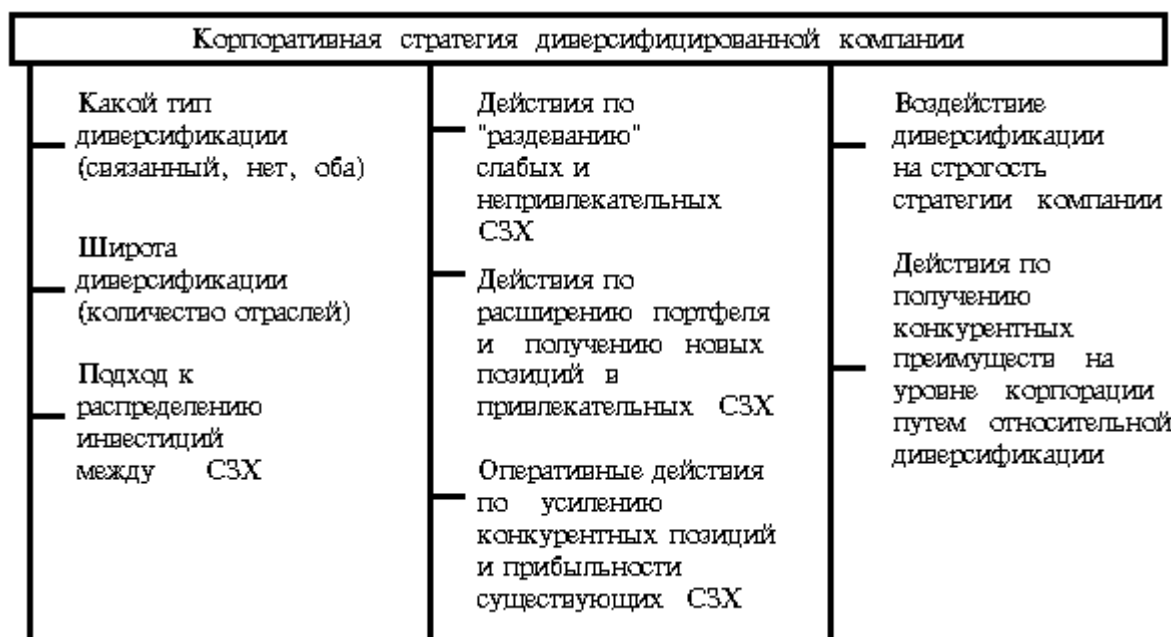 Корпоративная стратегия диверсифицированной компании
Какой тип
диверсификации
(связанный, нет, оба)
Широта
диверсификации
(количество отраслей)
Подход к
распределению
инвестиций
между СЗХ
Действия по
"раздеванию"
слабых и
непривлекательных
СЗХ
Действия по
расширению портфеля
и получению новых
позиций в
привлекательных СЗХ
Оперативные действия
по усилению
конкурентных позиций
и прибыльности
существующих СЗХ
Воздействие
диверсификации
на строгость
стратегии компании
Действия по
получению
конкурентных
преимуществ на
уровне корпорации
путем относительной
диверсификации